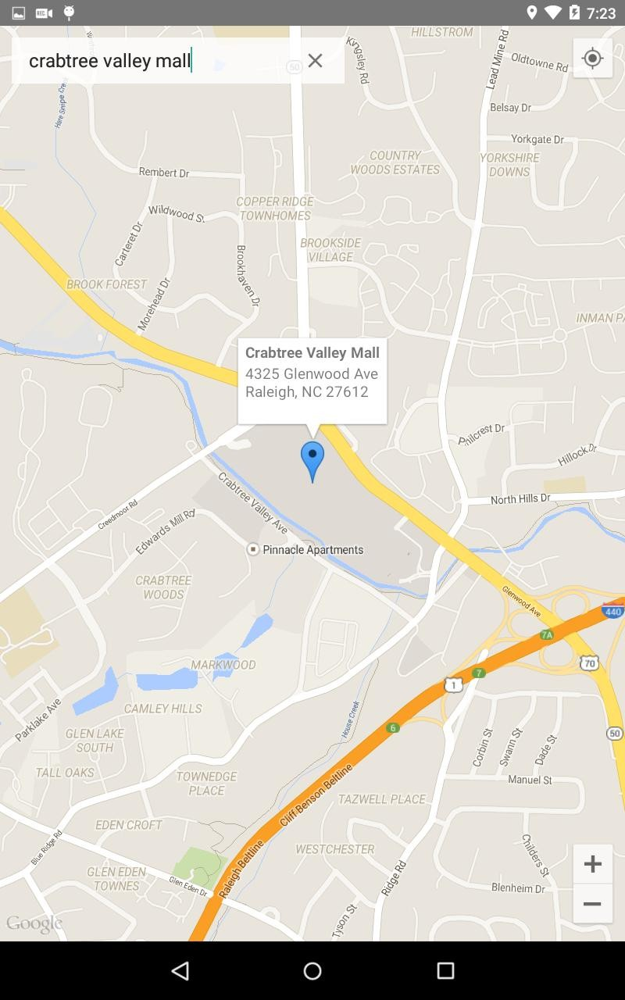 REC
7:23
crabtree valley mall
50
HILLSTROM
Kingsley Rd
Lead Mine Rd
Oldtowne Rd
Hare Snipe Cree
Belsay Dr
Yorkgate Dr
COUNTRY
WOODS ESTATES
YORKSHIRE
DOWNS
Rembert Dr
COPPER RIDGE
TOWNHOMES
Wildwood St
Carteret Dr
BROOKSIDE
VILLAGE
Brookhaven Dr
BROOK FOREST
Morehead Dr
INMAN PA
Crabtree Valley Mall
4325 Glenwood Ave
Raleigh, NC 27612
Philcrest Dr
Hillock Dr
North Hills Dr
Crabtree Valley Ave
Creedmoor Rd
Edwards Mill Rd
Pinnacle Apartments
CRABTREE
WOODS
Glenwood Ave
440
7A
70
MARKWOOD
7
1
CAMLEY HILLS
Parklake Ave
House Creek
6
50
GLEN LAKE
SOUTH
Corbin St
Swann St
Dade St
TALL OAKS
TOWNEDGE
PLACE
Manuel St
Cliff Benson Beltline
TAZWELL PLACE
EDEN CROFT
Blue Ridge Rd
WESTCHESTER
Childers St
GLEN EDEN
TOWNES
Raleigh Beltline
Glen Eden Dr
Ridge Rd
Blenheim Dr
Tyson St
Google